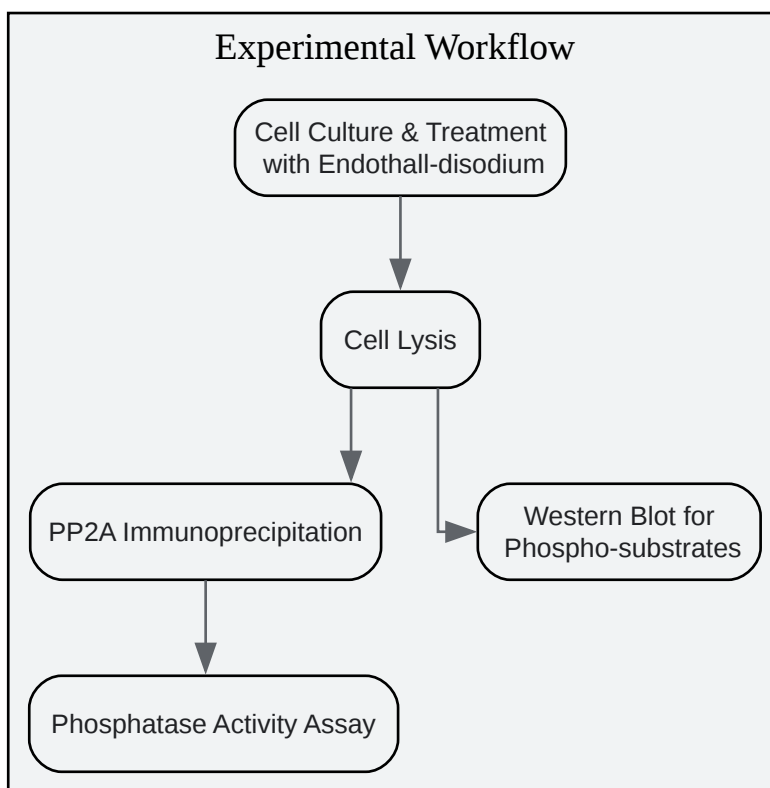 Experimental Workflow
Cell Culture & Treatment
with Endothall-disodium
Cell Lysis
PP2A Immunoprecipitation
Western Blot for
Phospho-substrates
Phosphatase Activity Assay